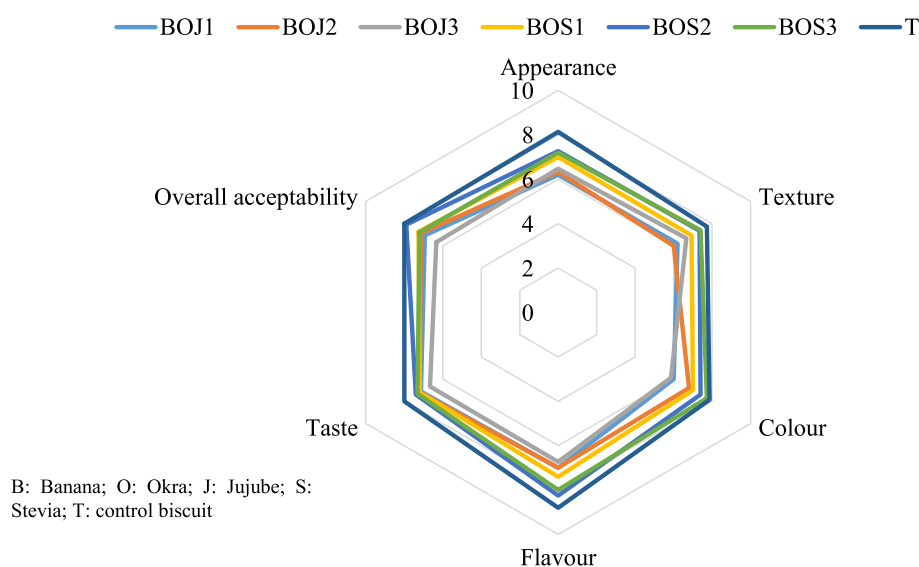 BOJ1 BOJ2 BOJ3 BOS1 BOS2 BOS3 T
Appearance
10
8
6
4
2
0
Overall acceptability
Texture
Taste
Colour
Flavour
B: Banana; O: Okra; J: Jujube; S:
Stevia; T: control biscuit